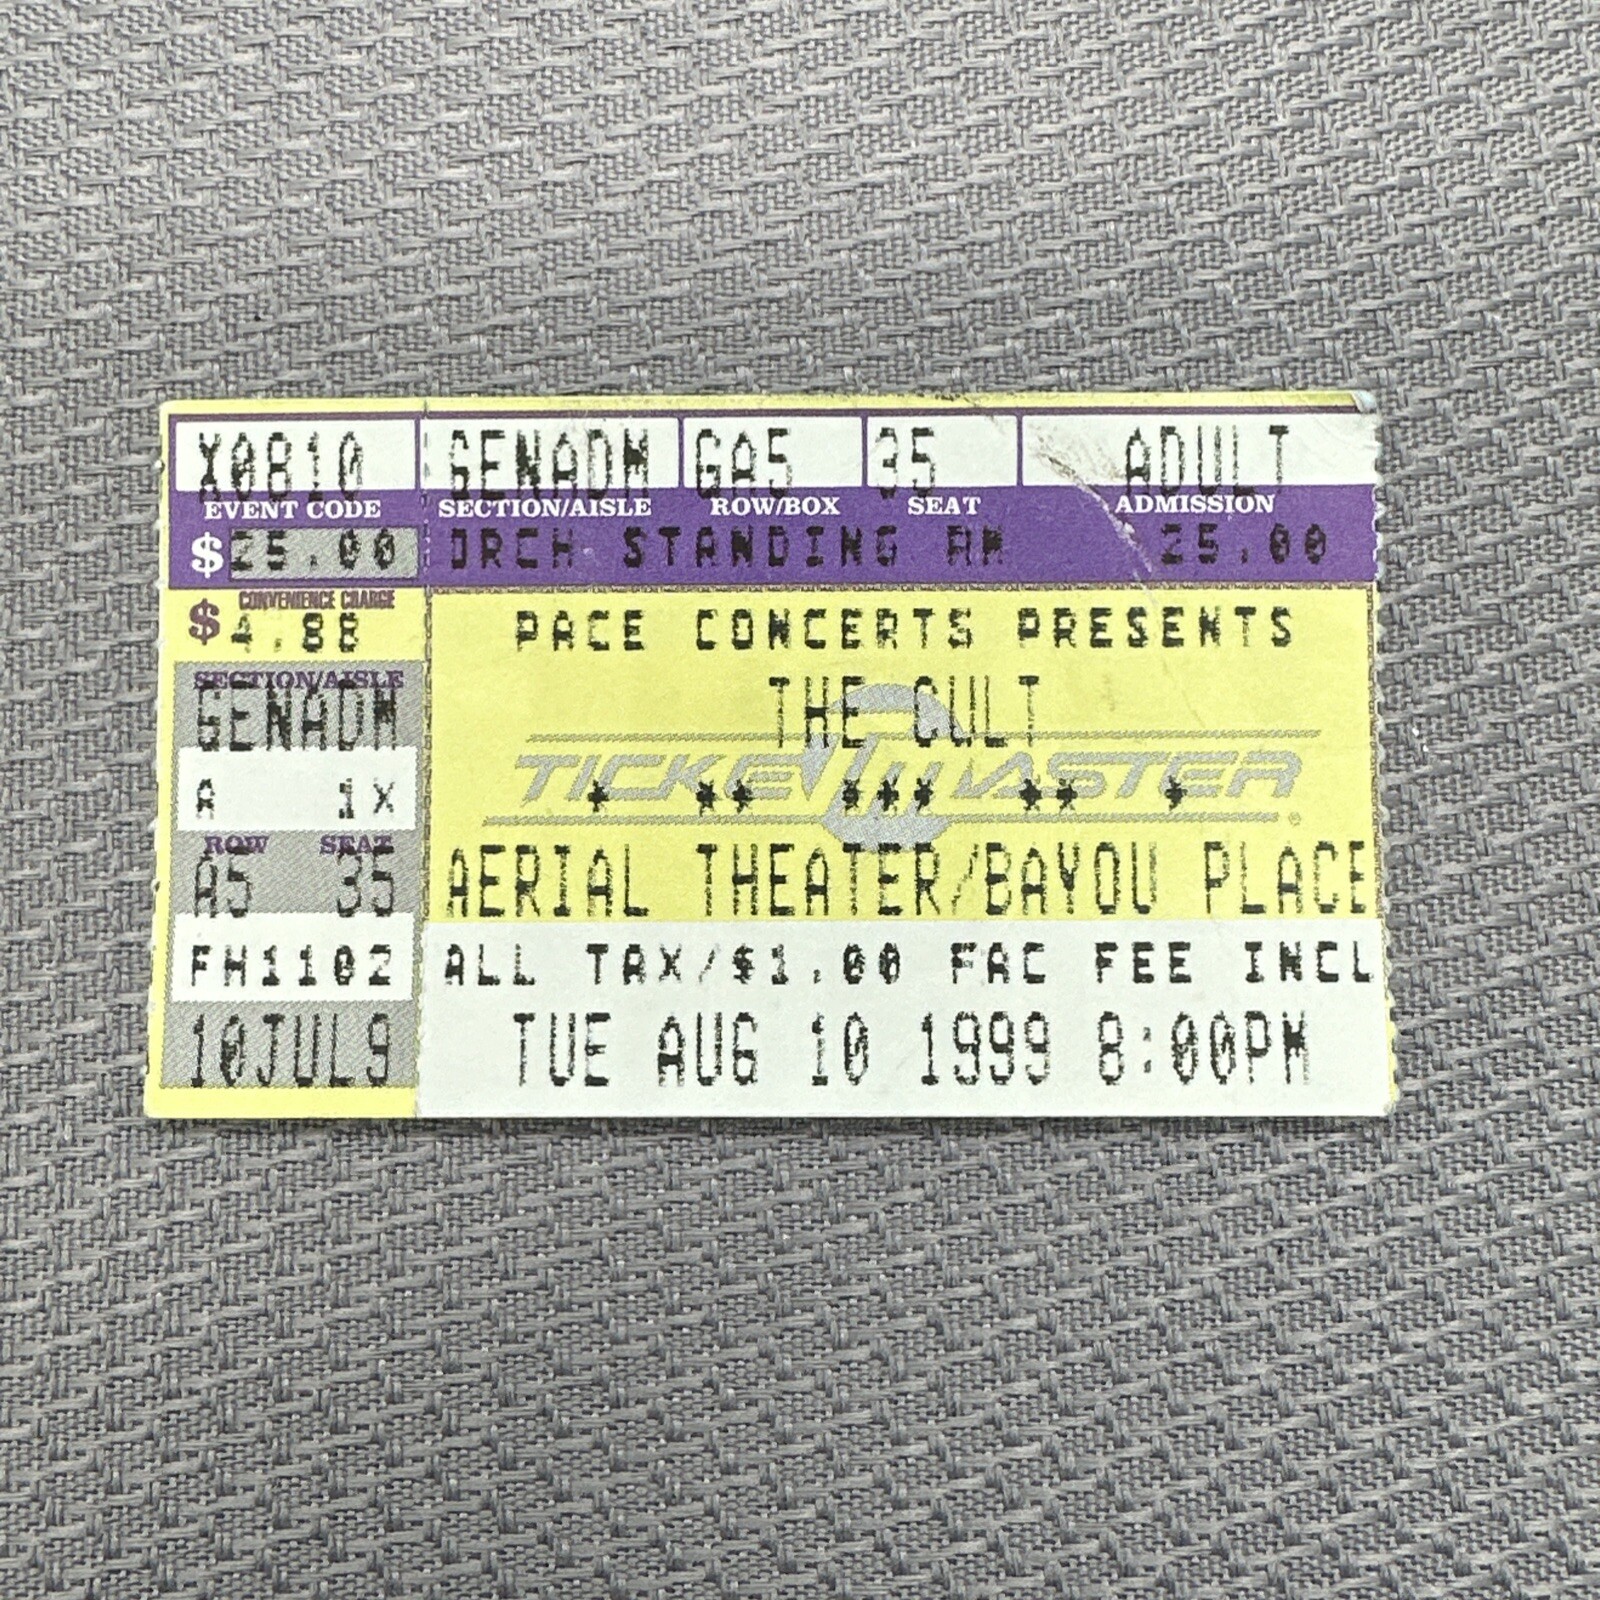 X0810 GENADM GA5 35 ADULT
EVENT CODE SECTION/AISLE ROW/BOX SEAT ADMISSION
$25.00 ORCH STANDING RM 25.00
CONVENIENCE CHARGE
$4.88
PACE CONCERTS PRESENTS
SECTION/AISLE
GENADM
THE CULT
TICKETMASTER ®
A 1X
* ** *** ** *
ROW SEAT
A5 35
AERIAL THEATER/BAYOU PLACE
FH1102
ALL TAX/$1.00 FAC FEE INCL
10JUL9
TUE AUG 10 1999 8:00PM